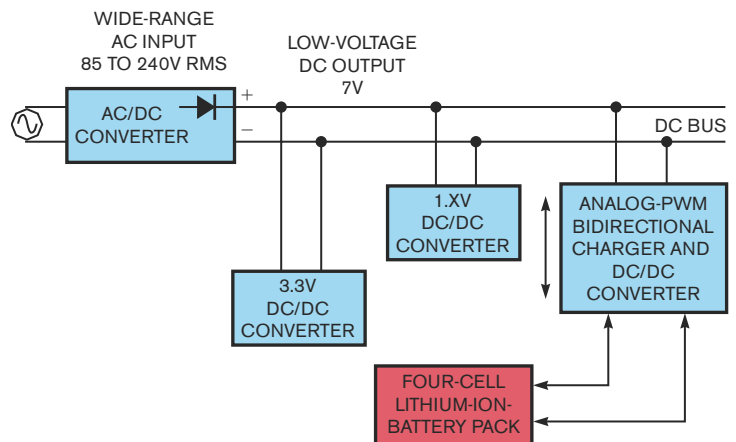 WIDE-RANGE
AC INPUT
85 TO 240V RMS
LOW-VOLTAGE
DC OUTPUT
7V
AC/DC
CONVERTER
+
−
DC BUS
1.XV
DC/DC
CONVERTER
ANALOG-PWM
BIDIRECTIONAL
CHARGER AND
DC/DC
CONVERTER
3.3V
DC/DC
CONVERTER
FOUR-CELL
LITHIUM-ION-
BATTERY PACK